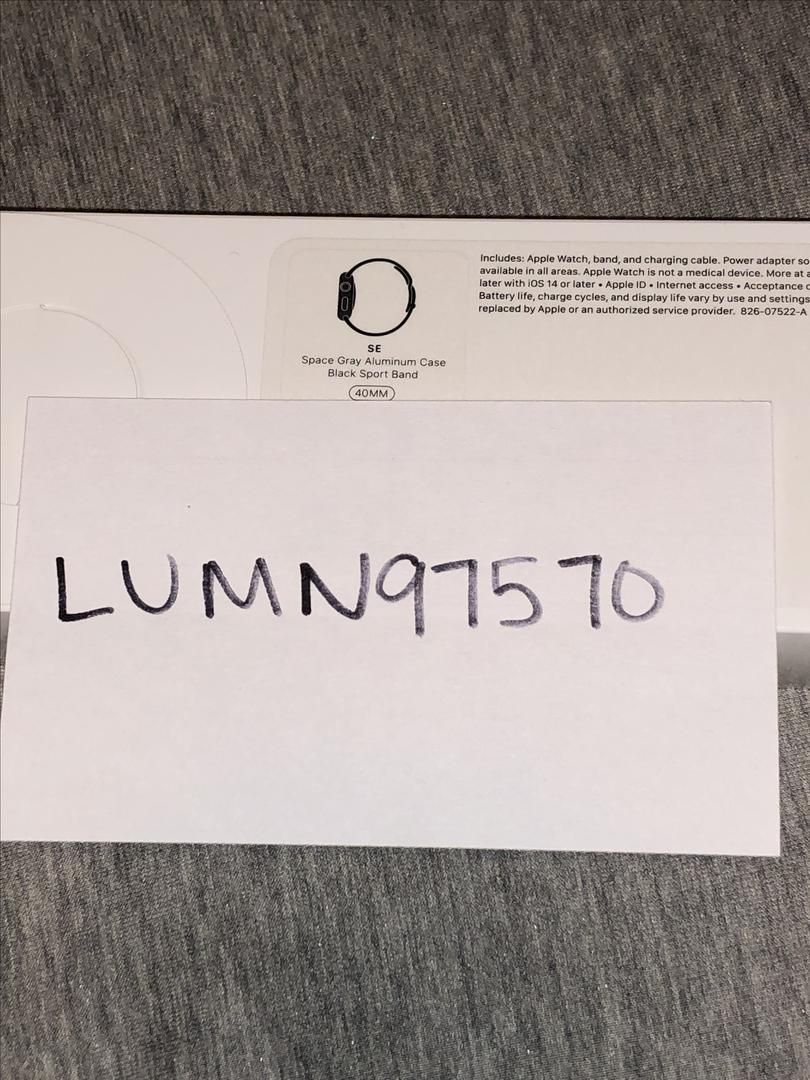 Includes: Apple Watch, band, and charging cable. Power adapter so
available in all areas. Apple Watch is not a medical device. More at
later with iOS 14 or later • Apple ID • Internet access • Acceptance
Battery life, charge cycles, and display life vary by use and settings
replaced by Apple or an authorized service provider. 826-07522-A
SE
Space Gray Aluminum Case
Black Sport Band
40MM
LUMN97570